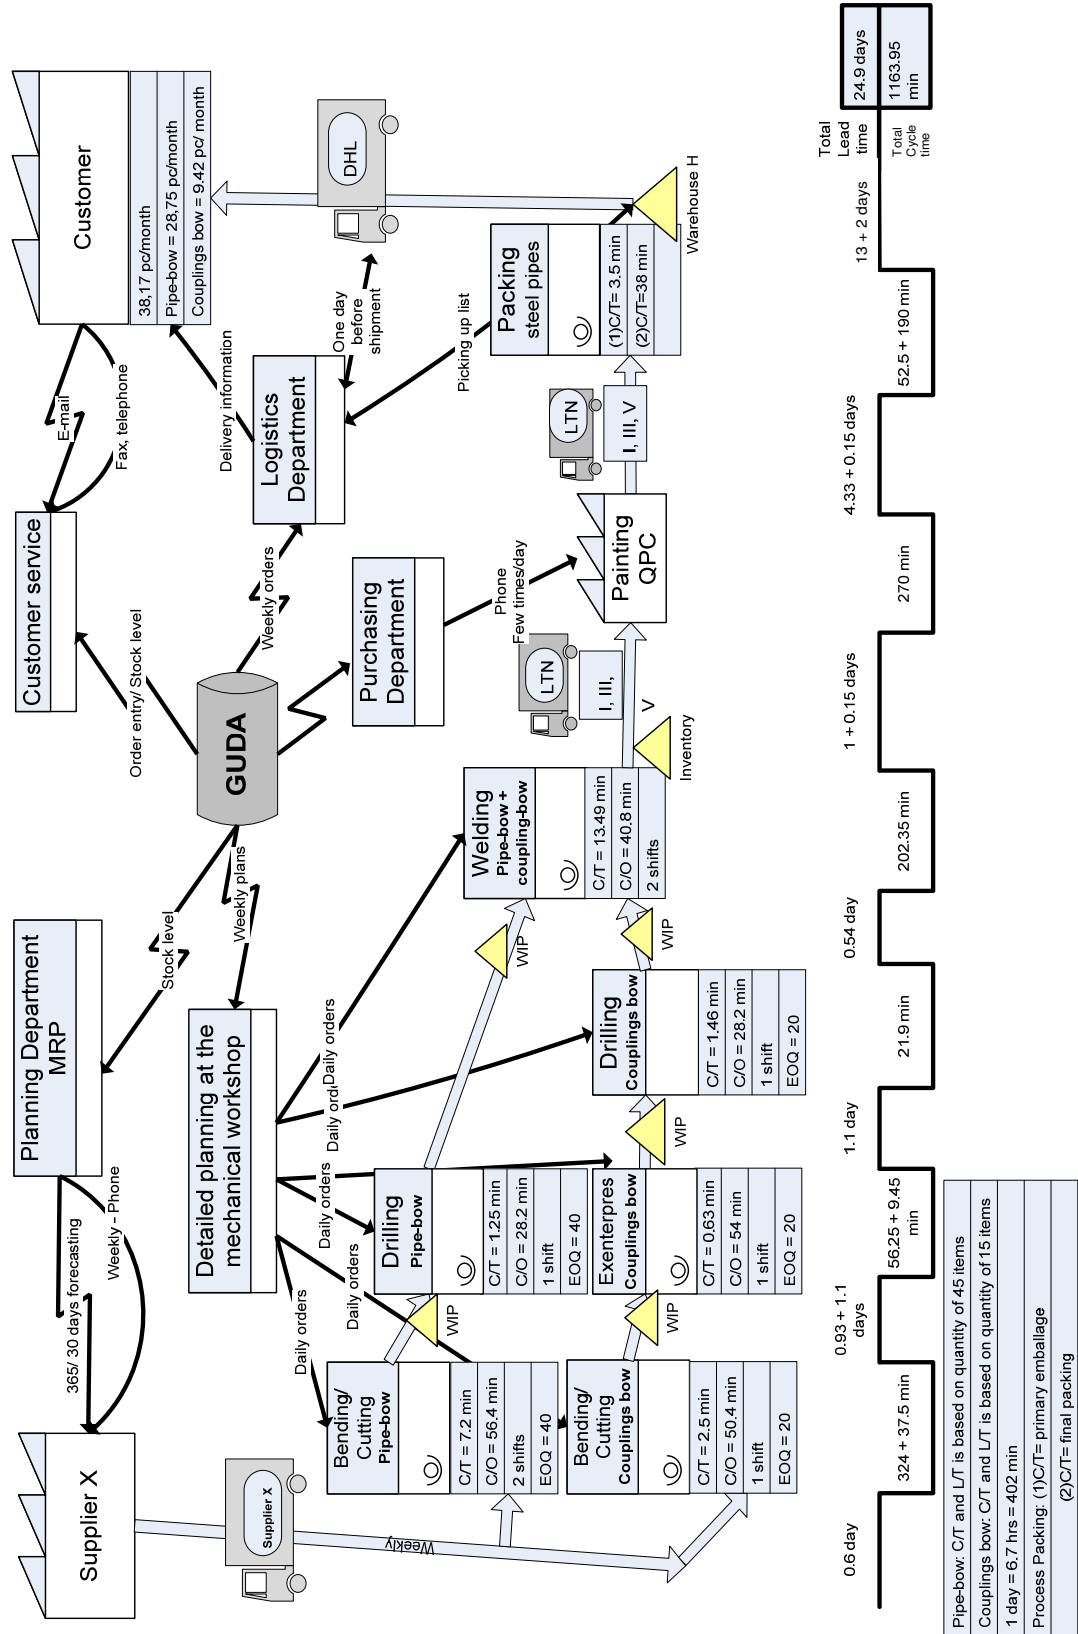 Supplier X
365/ 30 days forecasting
Weekly - Phone
Planning Department
MRP
Stock level
Order entry/ Stock level
Customer service
E-mail
Fax, telephone
Customer
38,17 pc/month
Pipe-bow = 28,75 pc/month
Couplings bow = 9.42 pc/ month
Detailed planning at the
mechanical workshop
Weekly plans
GUDA
Weekly orders
Logistics
Department
Delivery information
One day
before
shipment
DHL
Purchasing
Department
Phone
Few times/day
Picking up list
Supplier X
Weekly
Daily orders
Daily orders
Daily orders
Daily ord
Daily orders
Bending/
Cutting
Pipe-bow
C/T = 7.2 min
C/O = 56.4 min
2 shifts
EOQ = 40
WIP
Drilling
Pipe-bow
C/T = 1.25 min
C/O = 28.2 min
1 shift
EOQ = 40
WIP
Bending/
Cutting
Couplings bow
C/T = 2.5 min
C/O = 50.4 min
1 shift
EOQ = 20
WIP
Exenterpres
Couplings bow
C/T = 0.63 min
C/O = 54 min
1 shift
EOQ = 20
WIP
Drilling
Couplings bow
C/T = 1.46 min
C/O = 28.2 min
1 shift
EOQ = 20
WIP
Welding
Pipe-bow +
coupling-bow
C/T = 13.49 min
C/O = 40.8 min
2 shifts
Inventory
LTN
I, III,
V
Painting
QPC
LTN
I, III, V
Packing
steel pipes
(1)C/T= 3.5 min
(2)C/T=38 min
Warehouse H
0.6 day
324 + 37.5 min
0.93 + 1.1
days
56.25 + 9.45
min
1.1 day
21.9 min
0.54 day
202.35 min
1 + 0.15 days
270 min
4.33 + 0.15 days
52.5 + 190 min
13 + 2 days
Total
Lead
time
24.9 days
Total
Cycle
time
1163.95
min
Pipe-bow: C/T and L/T is based on quantity of 45 items
Couplings bow: C/T and L/T is based on quantity of 15 items
1 day = 6.7 hrs = 402 min
Process Packing: (1)C/T= primary emballage
(2)C/T= final packing